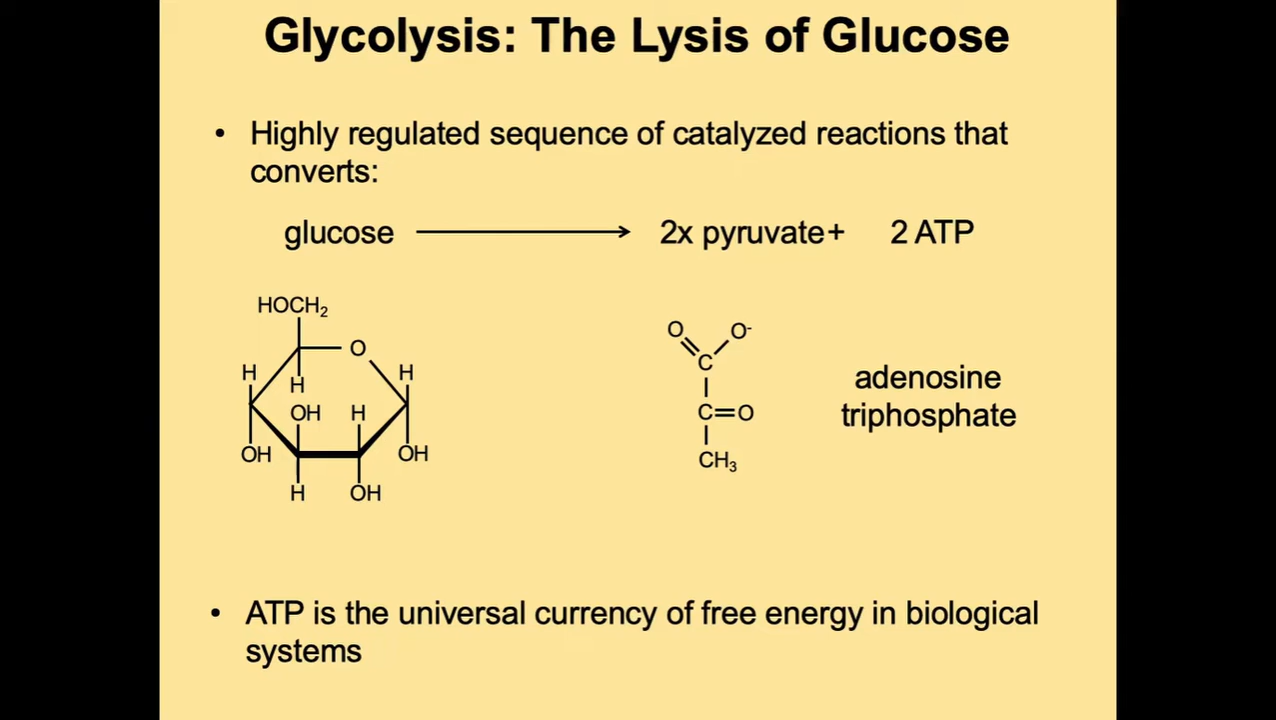 Glycolysis: The Lysis of Glucose
• Highly regulated sequence of catalyzed reactions that
converts:
glucose → 2x pyruvate+ 2 ATP
HOCH₂
O
H H
H
OH H
OH OH
H OH
O O⁻
C
C=O
CH₃
adenosine
triphosphate
• ATP is the universal currency of free energy in biological
systems